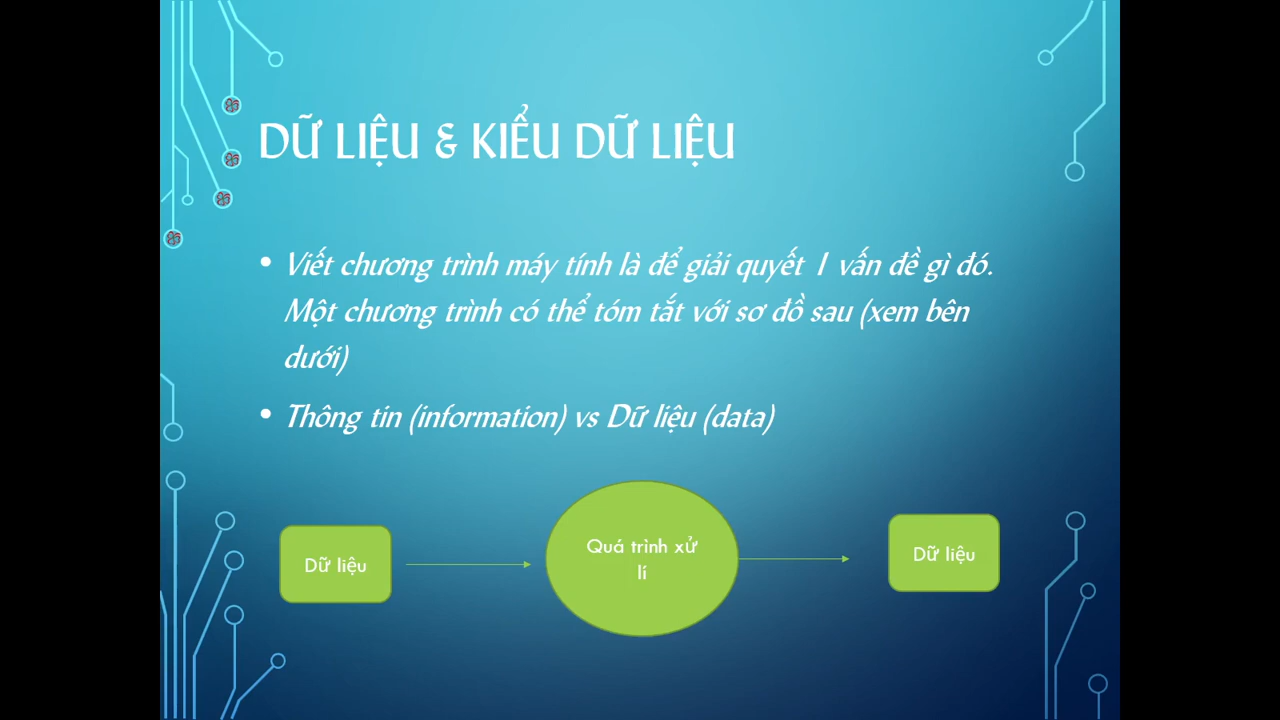 DỮ LIỆU & KIỂU DỮ LIỆU
• Viết chương trình máy tính là để giải quyết 1 vấn đề gì đó.
Một chương trình có thể tóm tắt với sơ đồ sau (xem bên
dưới)
• Thông tin (information) vs Dữ liệu (data)
Dữ liệu
Quá trình xử
lí
Dữ liệu